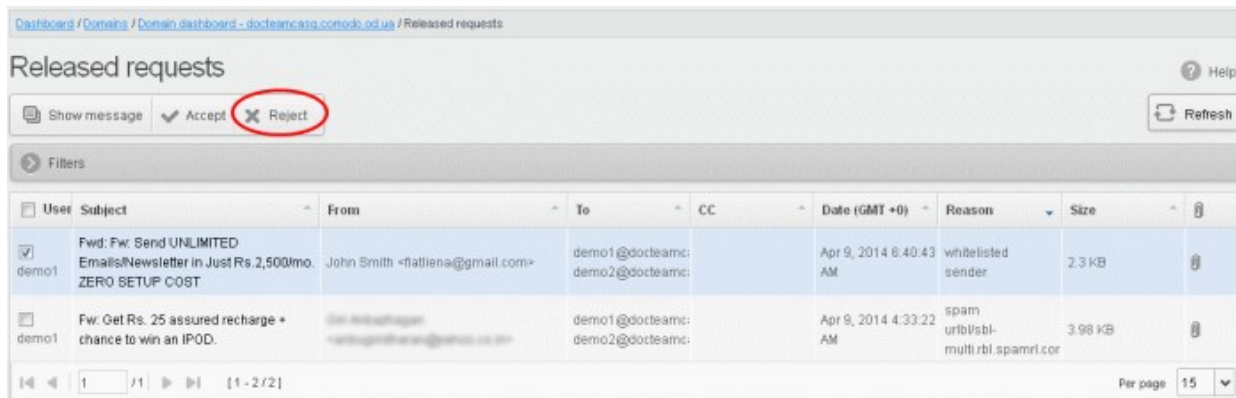 Dashboard / Domains / Domain dashboard - docteamcasg.comodo.od.ua / Released requests
Released requests
Help
Show message Accept Reject
Refresh
Filters
User Subject From To CC Date (GMT +0) Reason Size
demo1
Fwd: Fw: Send UNLIMITED
Emails/Newsletter in Just Rs.2,500/mo.
ZERO SETUP COST
John Smith <flatliena@gmail.com>
demo1@docteamc
demo2@docteamc
Apr 9, 2014 6:40:43
AM
whitelisted
sender
2.3 KB
demo1
Fw: Get Rs. 25 assured recharge +
chance to win an IPOD.
demo1@docteamc
demo2@docteamc
Apr 9, 2014 4:33:22
AM
spam
urlbl/sbl-
multi.rbl.spamrl.cor
3.98 KB
1 /1 [1 - 2 / 2]
Per page 15